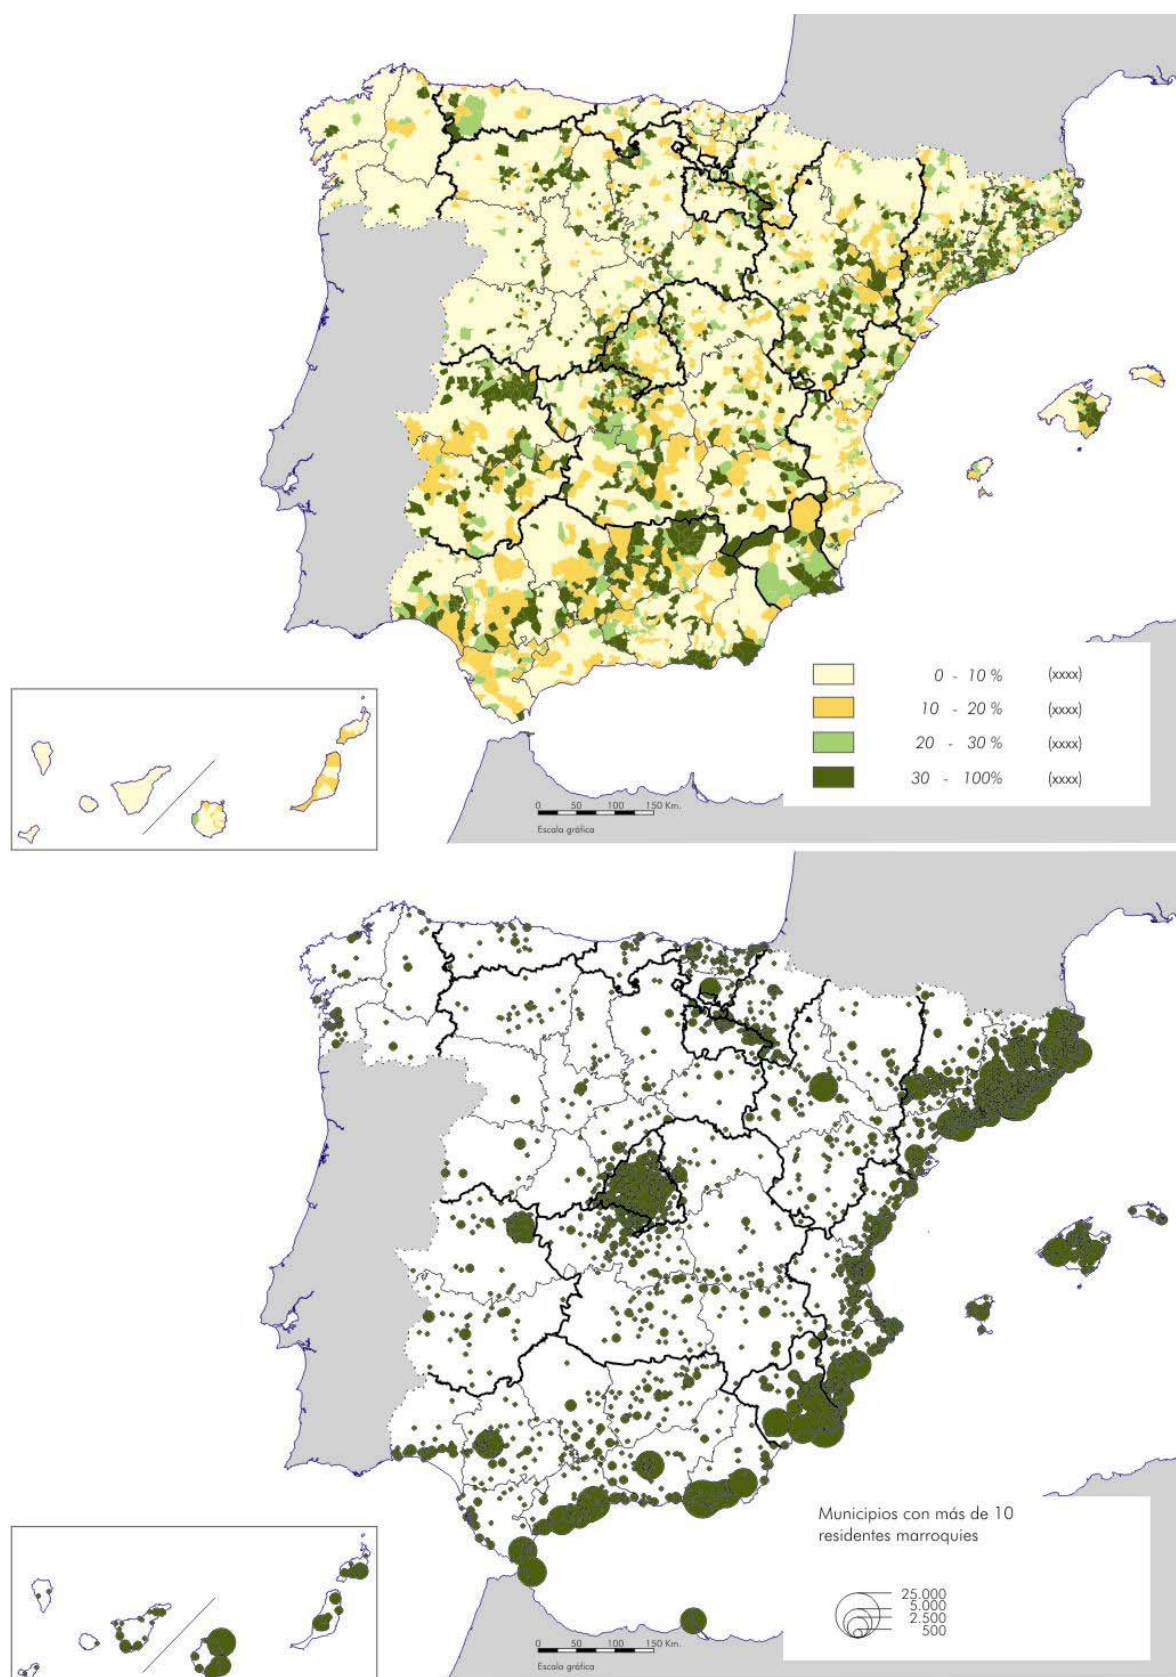 0 - 10 % (xxxx)
10 - 20 % (xxxx)
20 - 30 % (xxxx)
30 - 100% (xxxx)
0 50 100 150 Km.
Escala gráfica
Municipios con más de 10
residentes marroquies
25.000
5.000
2.500
500
0 50 100 150 Km.
Escala gráfica